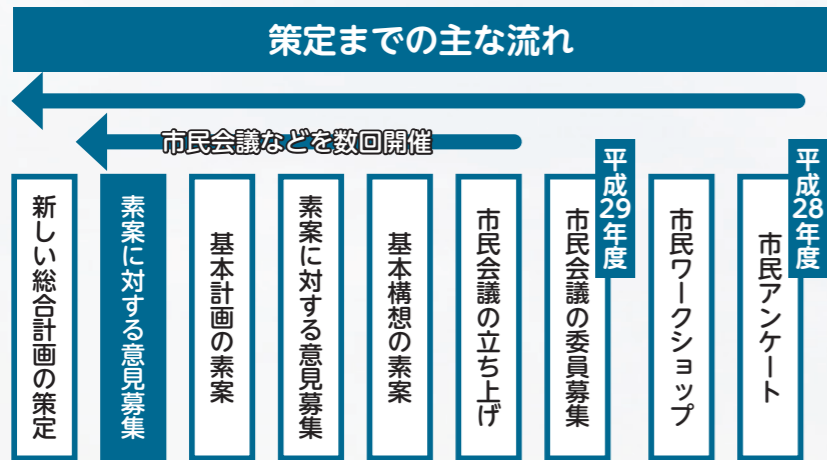 策定までの主な流れ
市民会議などを数回開催
平成28年度
市民アンケート
市民ワークショップ
平成29年度
市民会議の委員募集
市民会議の立ち上げ
基本構想の素案
素案に対する意見募集
基本計画の素案
素案に対する意見募集
新しい総合計画の策定